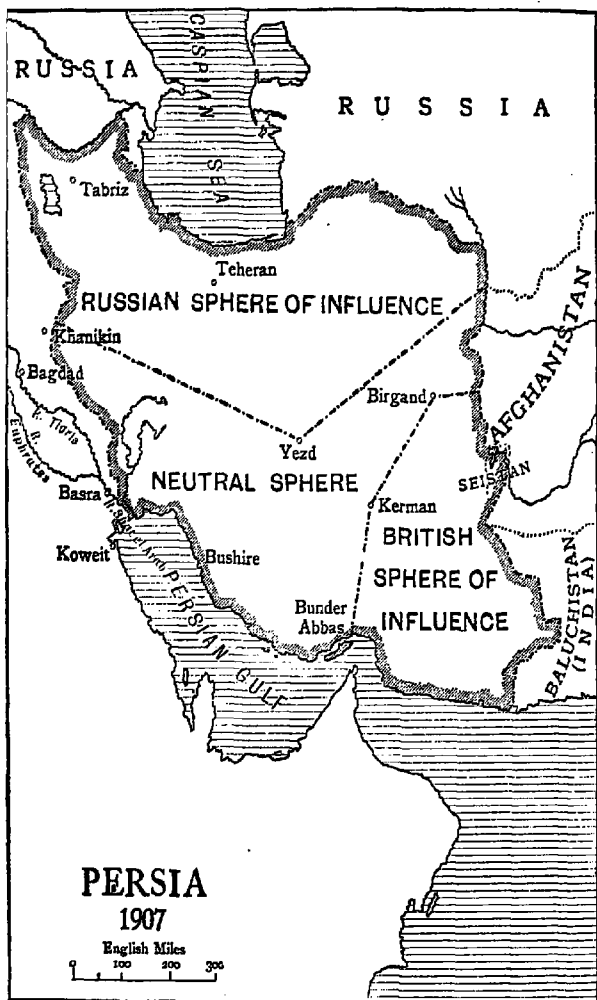 CASPIAN SEA
RUSSIA
RUSSIA
Tabriz
Teheran
RUSSIAN SPHERE OF INFLUENCE
Khanikin
Bagdad
R. Tigris
R. Euphrates
AFGHANISTAN
Birgand
Yezd
NEUTRAL SPHERE
SEISTAN
Basra
Kerman
Koweit
BRITISH
SPHERE OF
INFLUENCE
Bushire
PERSIAN GULF
Bunder
Abbas
BALUCHISTAN
(INDIA)
PERSIA
1907
English Miles
0 100 200 300